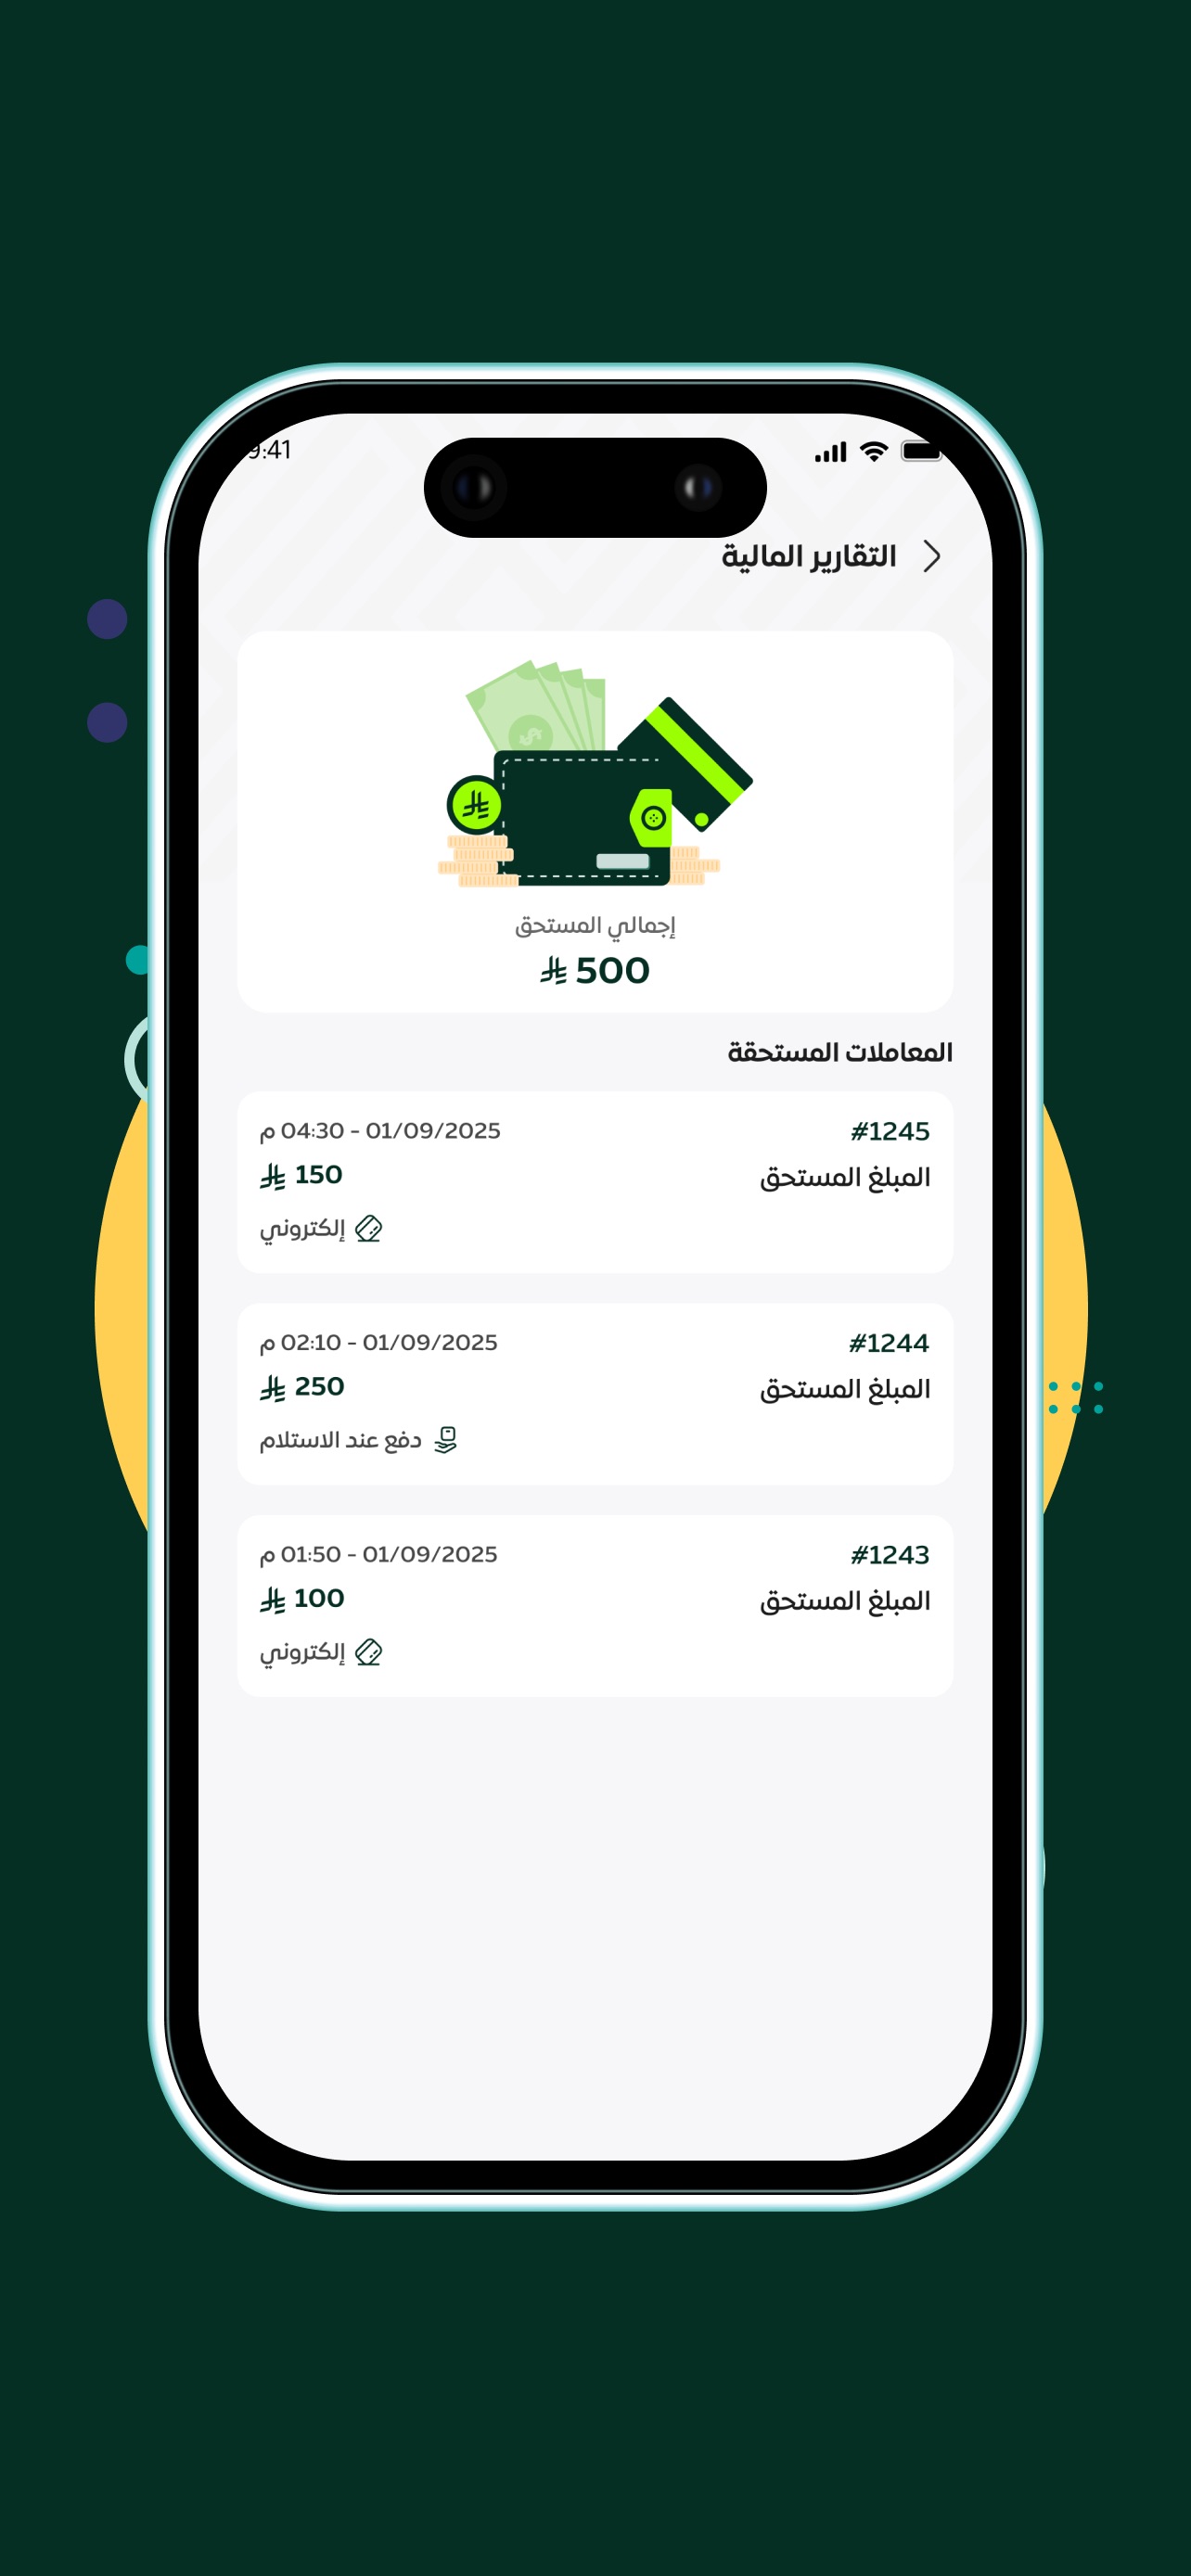 9:41
التقارير المالية
إجمالي المستحق
500 ⃁
المعاملات المستحقة
#1245
01/09/2025 - 04:30 م
المبلغ المستحق
150 ⃁
إلكتروني
#1244
01/09/2025 - 02:10 م
المبلغ المستحق
250 ⃁
دفع عند الاستلام
#1243
01/09/2025 - 01:50 م
المبلغ المستحق
100 ⃁
إلكتروني